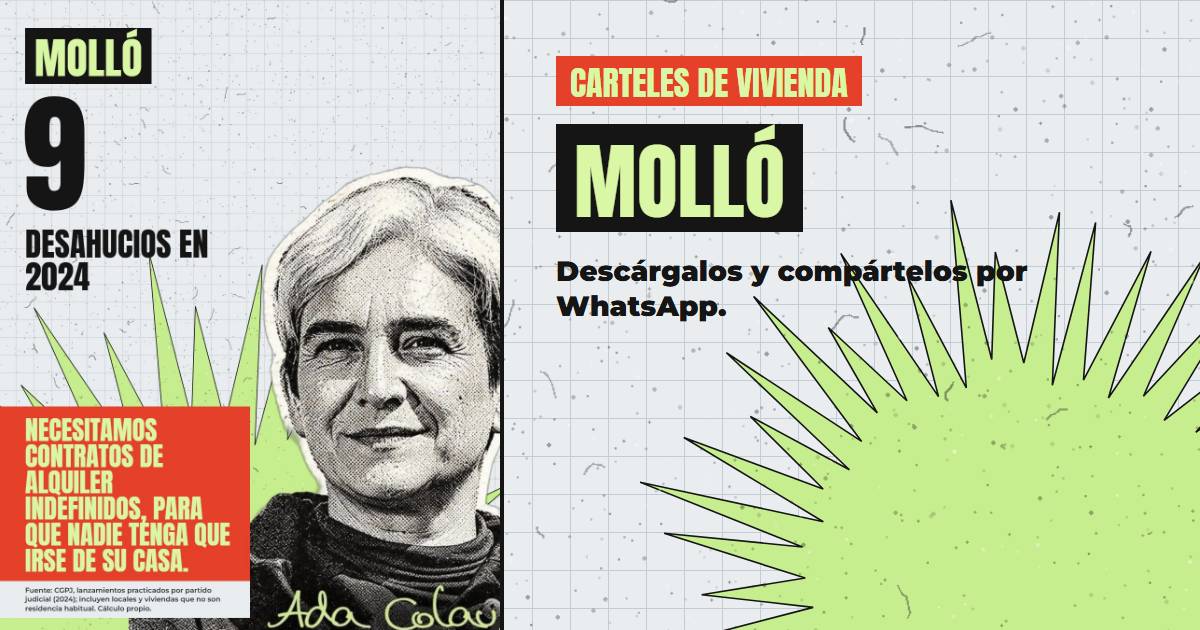 MOLLÓ
9
DESAHUCIOS EN
2024
NECESITAMOS
CONTRATOS DE
ALQUILER
INDEFINIDOS, PARA
QUE NADIE TENGA QUE
IRSE DE SU CASA.
Fuente: CGPJ, lanzamientos practicados por partido
judicial (2024); incluyen locales y viviendas que no son
residencia habitual. Cálculo propio.
Ada Colau
CARTELES DE VIVIENDA
MOLLÓ
Descárgalos y compártelos por
WhatsApp.